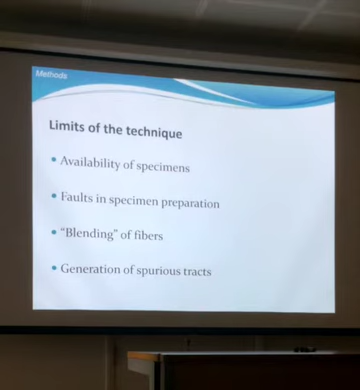 Methods
Limits of the technique
• Availability of specimens
• Faults in specimen preparation
• “Blending” of fibers
• Generation of spurious tracts